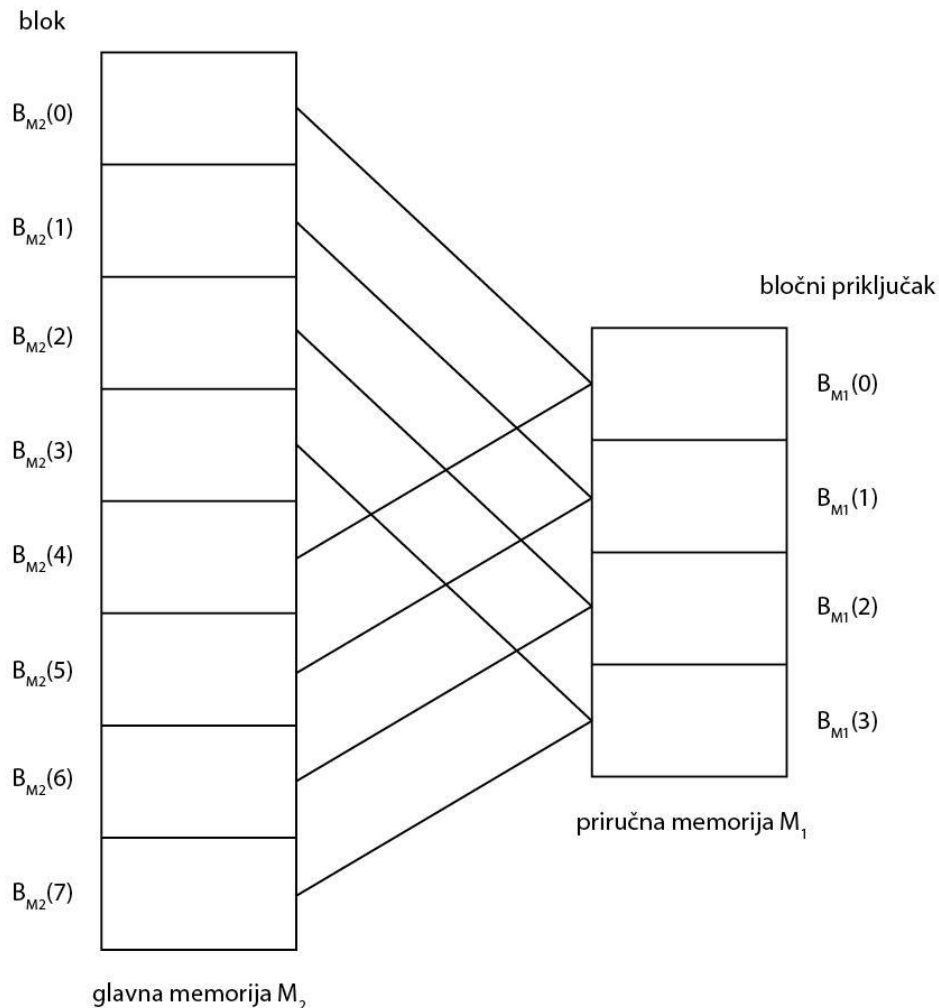 blok
B_M2(0)
B_M2(1)
B_M2(2)
B_M2(3)
B_M2(4)
B_M2(5)
B_M2(6)
B_M2(7)
glavna memorija M_2
bločni priključak
B_M1(0)
B_M1(1)
B_M1(2)
B_M1(3)
priručna memorija M_1